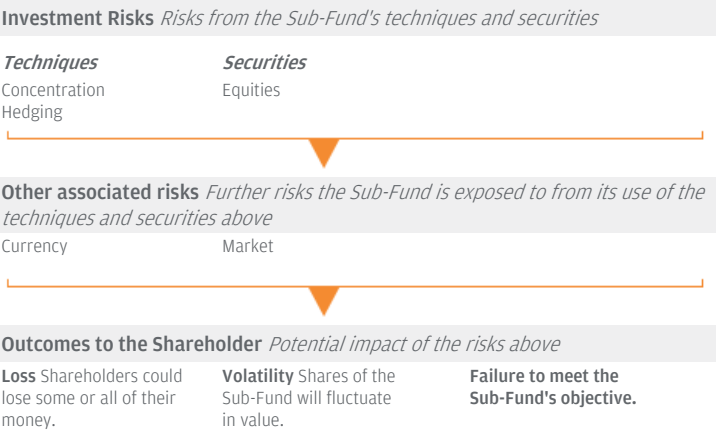 Investment Risks Risks from the Sub-Fund's techniques and securities
Techniques Securities
Concentration Equities
Hedging
Other associated risks Further risks the Sub-Fund is exposed to from its use of the
techniques and securities above
Currency Market
Outcomes to the Shareholder Potential impact of the risks above
Loss Shareholders could
lose some or all of their
money.
Volatility Shares of the
Sub-Fund will fluctuate
in value.
Failure to meet the
Sub-Fund's objective.